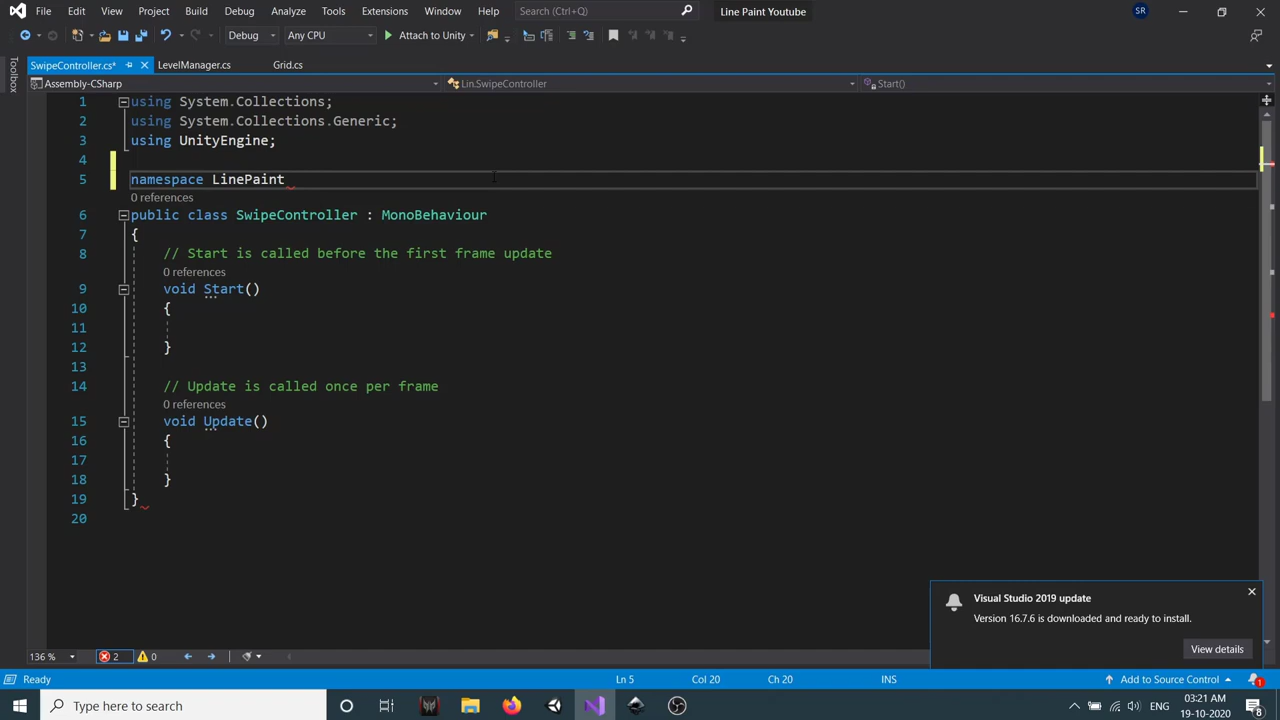 File Edit View Project Build Debug Analyze Tools Extensions Window Help Search (Ctrl+Q) Line Paint Youtube SR
Debug Any CPU Attach to Unity
SwipeController.cs* LevelManager.cs Grid.cs
Assembly-CSharp Lin.SwipeController Start()
Toolbox
1 using System.Collections;
2 using System.Collections.Generic;
3 using UnityEngine;
4
5 namespace LinePaint
0 references
6 public class SwipeController : MonoBehaviour
7 {
8 // Start is called before the first frame update
0 references
9 void Start()
10 {
11
12 }
13
14 // Update is called once per frame
0 references
15 void Update()
16 {
17
18 }
19 }
20
Visual Studio 2019 update
Version 16.7.6 is downloaded and ready to install.
View details
136 % 2 0
Ready Ln 5 Col 20 Ch 20 INS Add to Source Control 1
Type here to search ENG 03:21 AM
19-10-2020 8